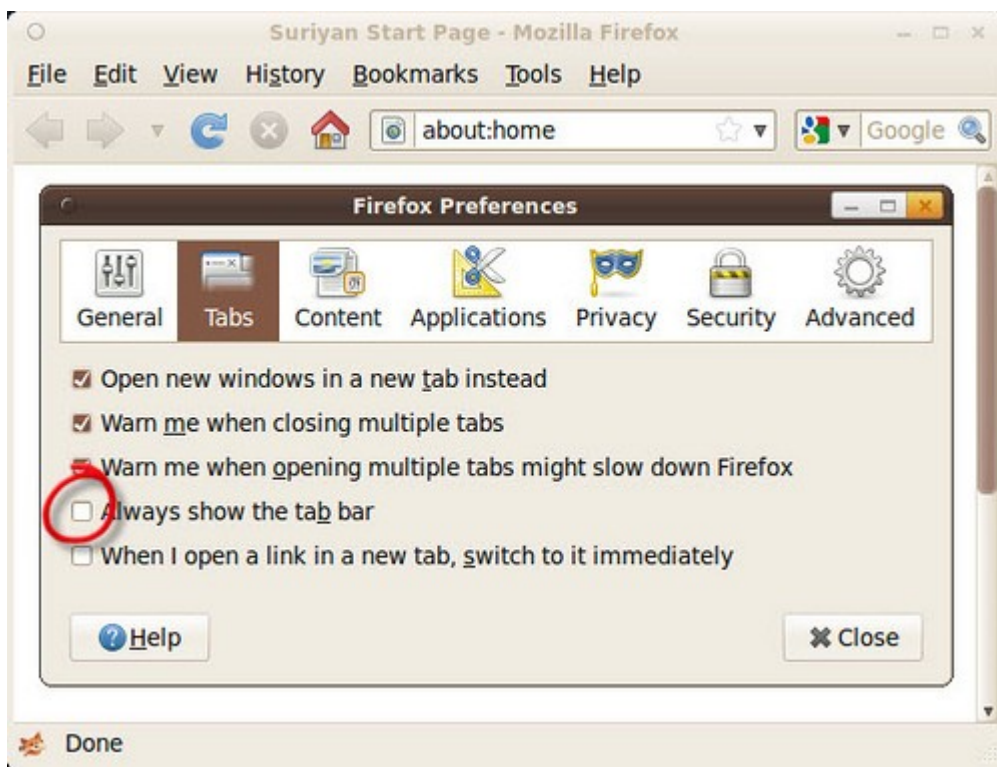 Suriyan Start Page - Mozilla Firefox
File Edit View History Bookmarks Tools Help
about:home Google
Firefox Preferences
General Tabs Content Applications Privacy Security Advanced
Open new windows in a new tab instead
Warn me when closing multiple tabs
Warn me when opening multiple tabs might slow down Firefox
Always show the tab bar
When I open a link in a new tab, switch to it immediately
Help Close
Done